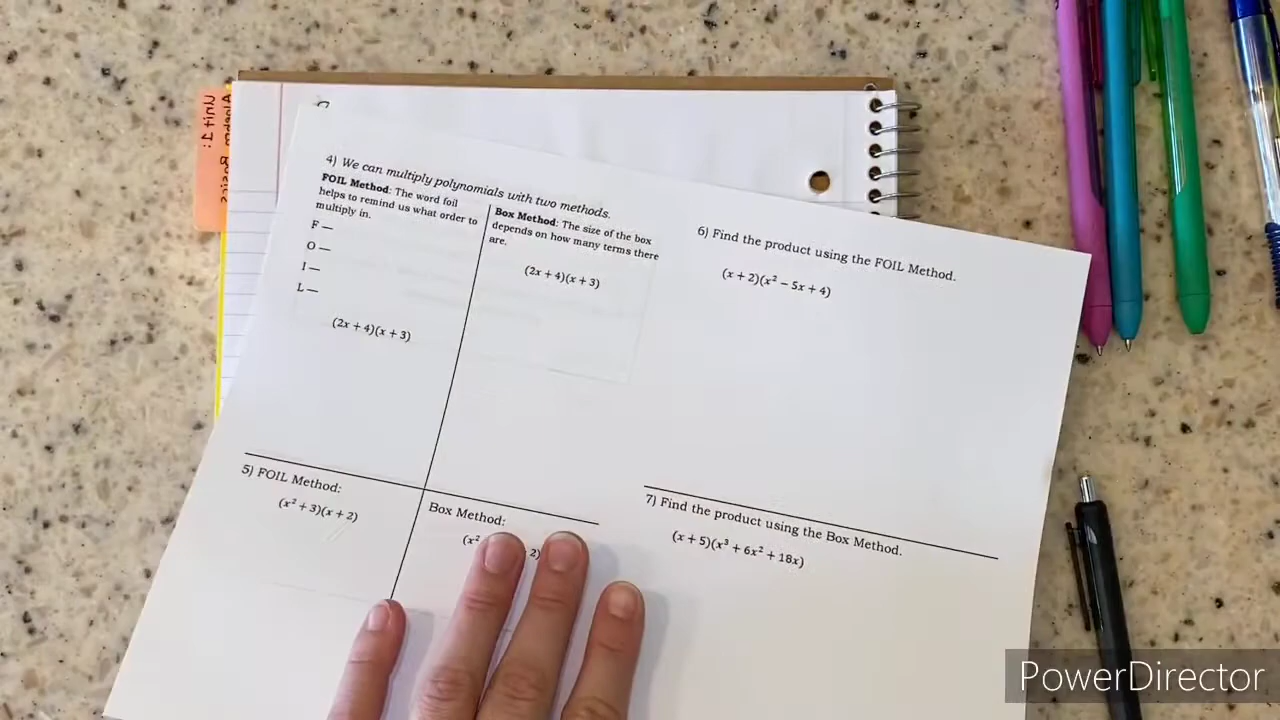 Unit 1:
Algebra Basics
4) We can multiply polynomials with two methods.
FOIL Method: The word foil
helps to remind us what order to
multiply in.
F —
O —
I —
L —
(2x + 4)(x + 3)
Box Method: The size of the box
depends on how many terms there
are.
(2x + 4)(x + 3)
5) FOIL Method:
(x² + 3)(x + 2)
Box Method:
(x² 2)
6) Find the product using the FOIL Method.
(x + 2)(x² − 5x + 4)
7) Find the product using the Box Method.
(x + 5)(x³ + 6x² + 18x)
PowerDirector